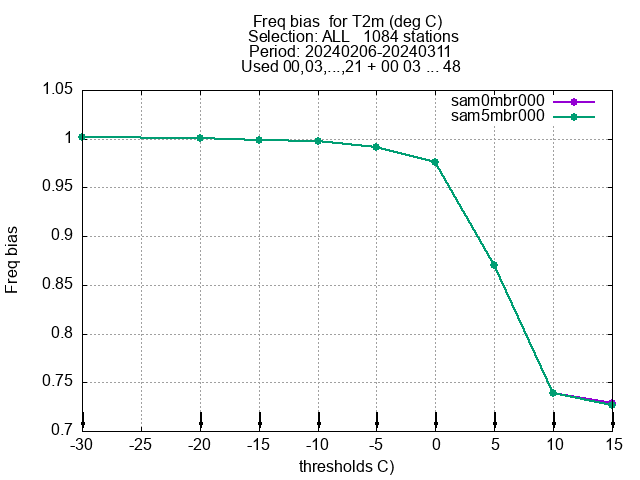 Freq bias  for T2m (deg C)
Selection: ALL   1084 stations
Period: 20240206-20240311
Used 00,03,...,21 + 00 03 ... 48
sam0mbr000
sam5mbr000
1.05
1
0.95
0.9
0.85
0.8
0.75
0.7
Freq bias
-30 -25 -20 -15 -10 -5 0 5 10 15
thresholds C)